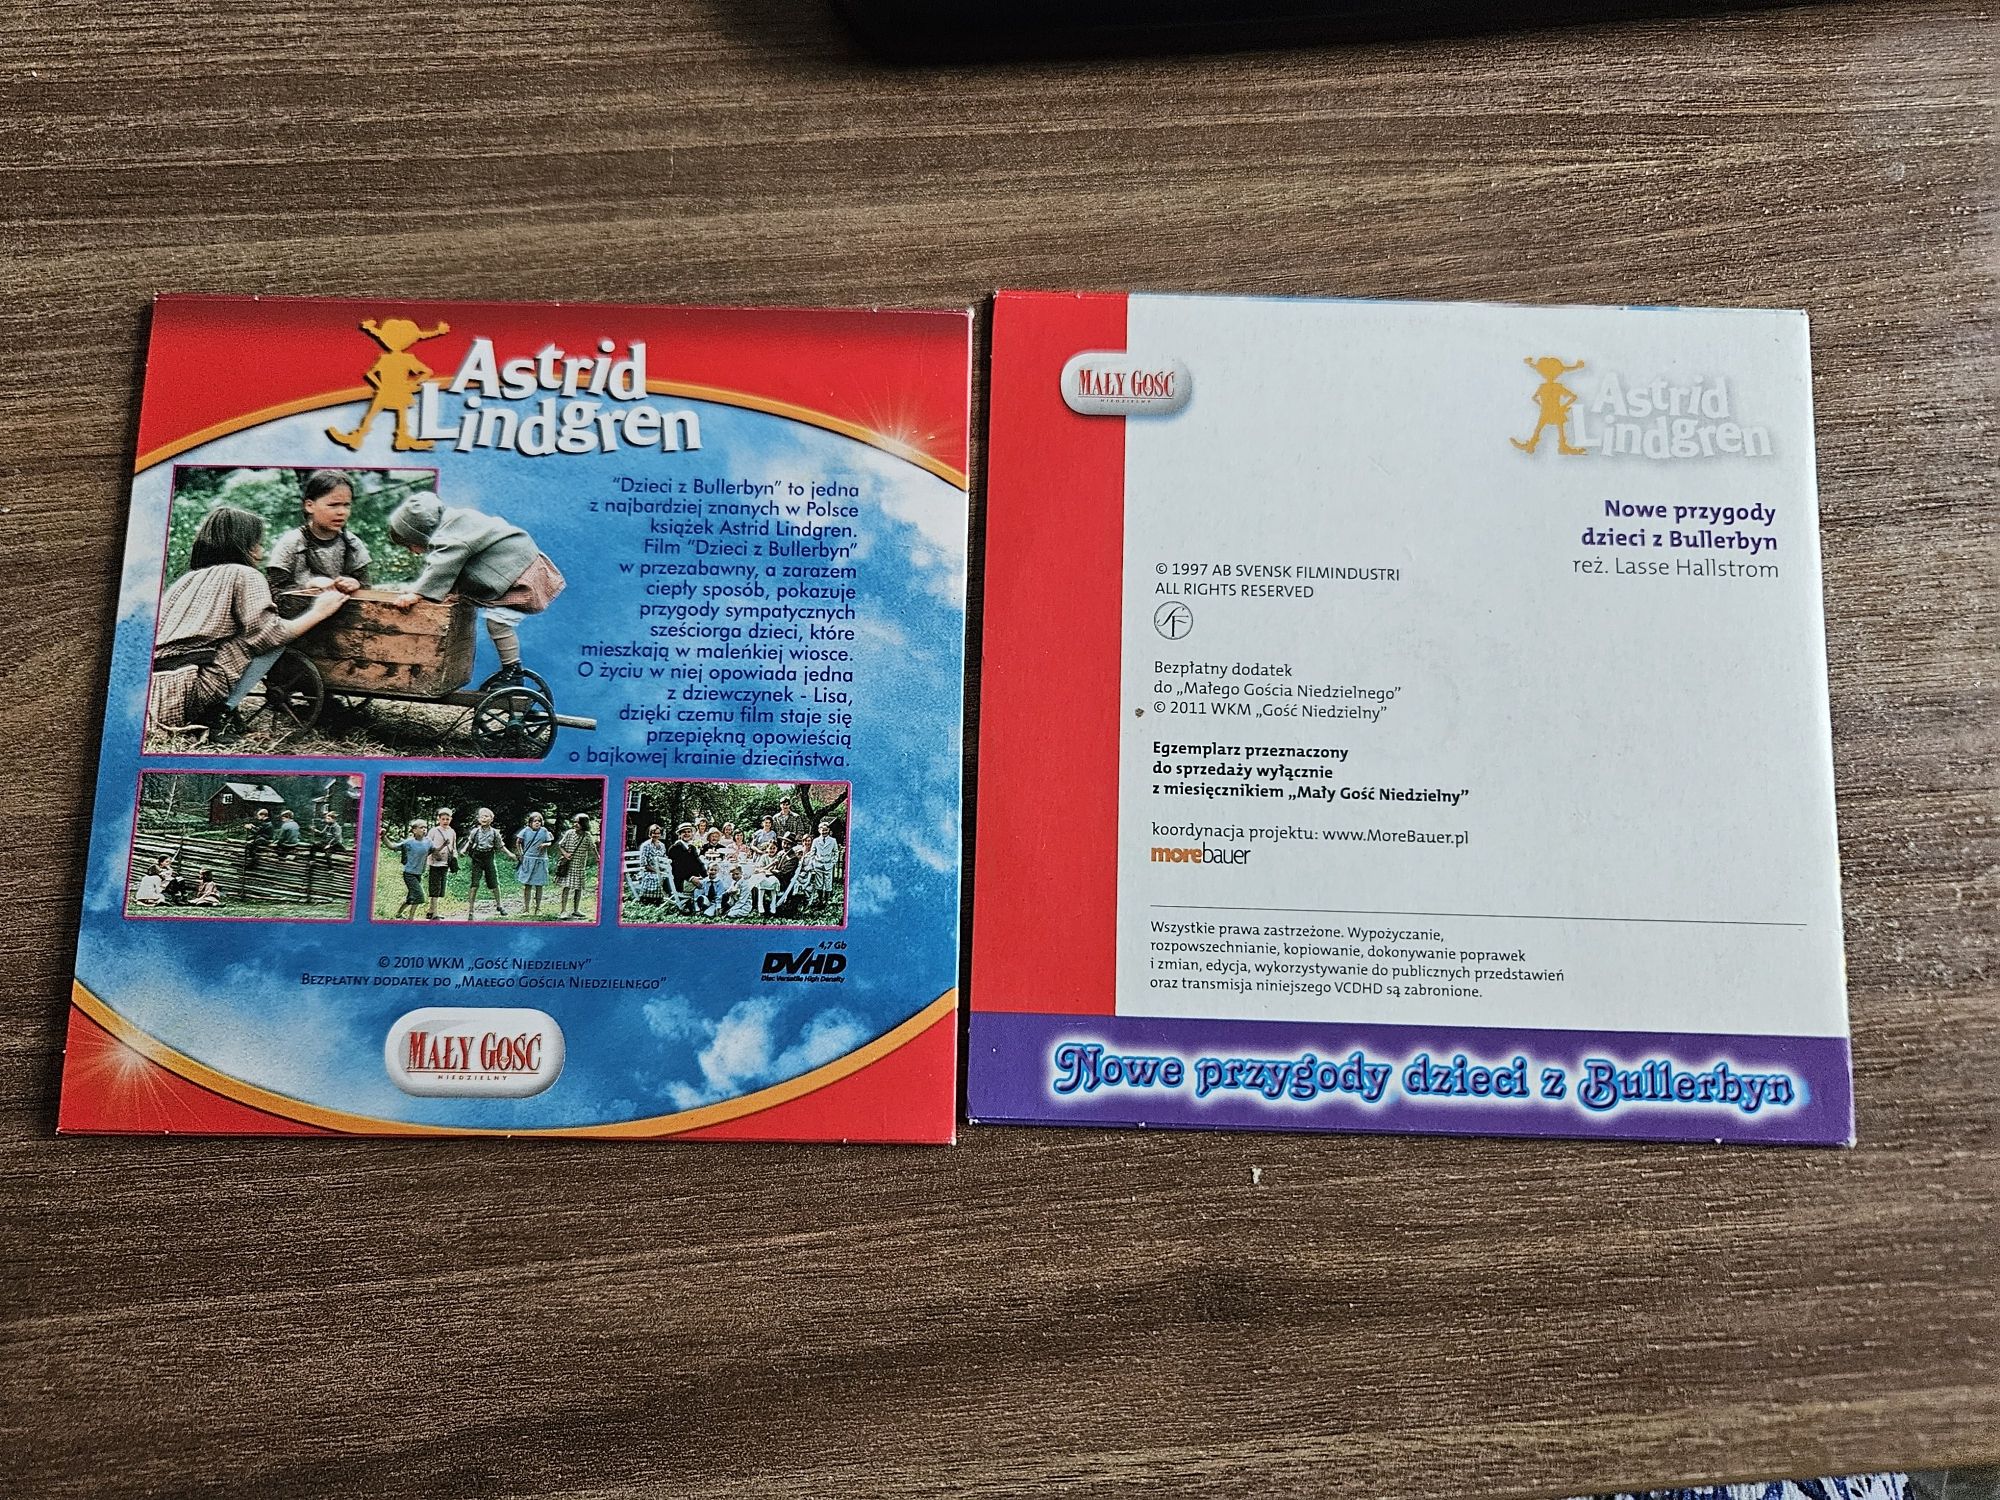 Astrid
Lindgren
"Dzieci z Bullerbyn" to jedna
z najbardziej znanych w Polsce
książek Astrid Lindgren.
Film "Dzieci z Bullerbyn"
w przezabawny, a zarazem
ciepły sposób, pokazuje
przygody sympatycznych
sześciorga dzieci, które
mieszkają w maleńkiej wiosce.
O życiu w niej opowiada jedna
z dziewczynek - Lisa,
dzięki czemu film staje się
przepiękną opowieścią
o bajkowej krainie dzieciństwa.
4,7 Gb
DVHD
Disc Versatile High Density
© 2010 WKM „Gość Niedzielny"
Bezpłatny dodatek do „Małego Gościa Niedzielnego"
MAŁY GOŚĆ
NIEDZIELNY
MAŁY GOŚĆ
NIEDZIELNY
Astrid
Lindgren
Nowe przygody
dzieci z Bullerbyn
reż. Lasse Hallstrom
© 1997 AB SVENSK FILMINDUSTRI
ALL RIGHTS RESERVED
SF
Bezpłatny dodatek
do „Małego Gościa Niedzielnego"
© 2011 WKM „Gość Niedzielny"
Egzemplarz przeznaczony
do sprzedaży wyłącznie
z miesięcznikiem „Mały Gość Niedzielny"
koordynacja projektu: www.MoreBauer.pl
morebauer
Wszystkie prawa zastrzeżone. Wypożyczanie,
rozpowszechnianie, kopiowanie, dokonywanie poprawek
i zmian, edycja, wykorzystywanie do publicznych przedstawień
oraz transmisja niniejszego VCDHD są zabronione.
Nowe przygody dzieci z Bullerbyn